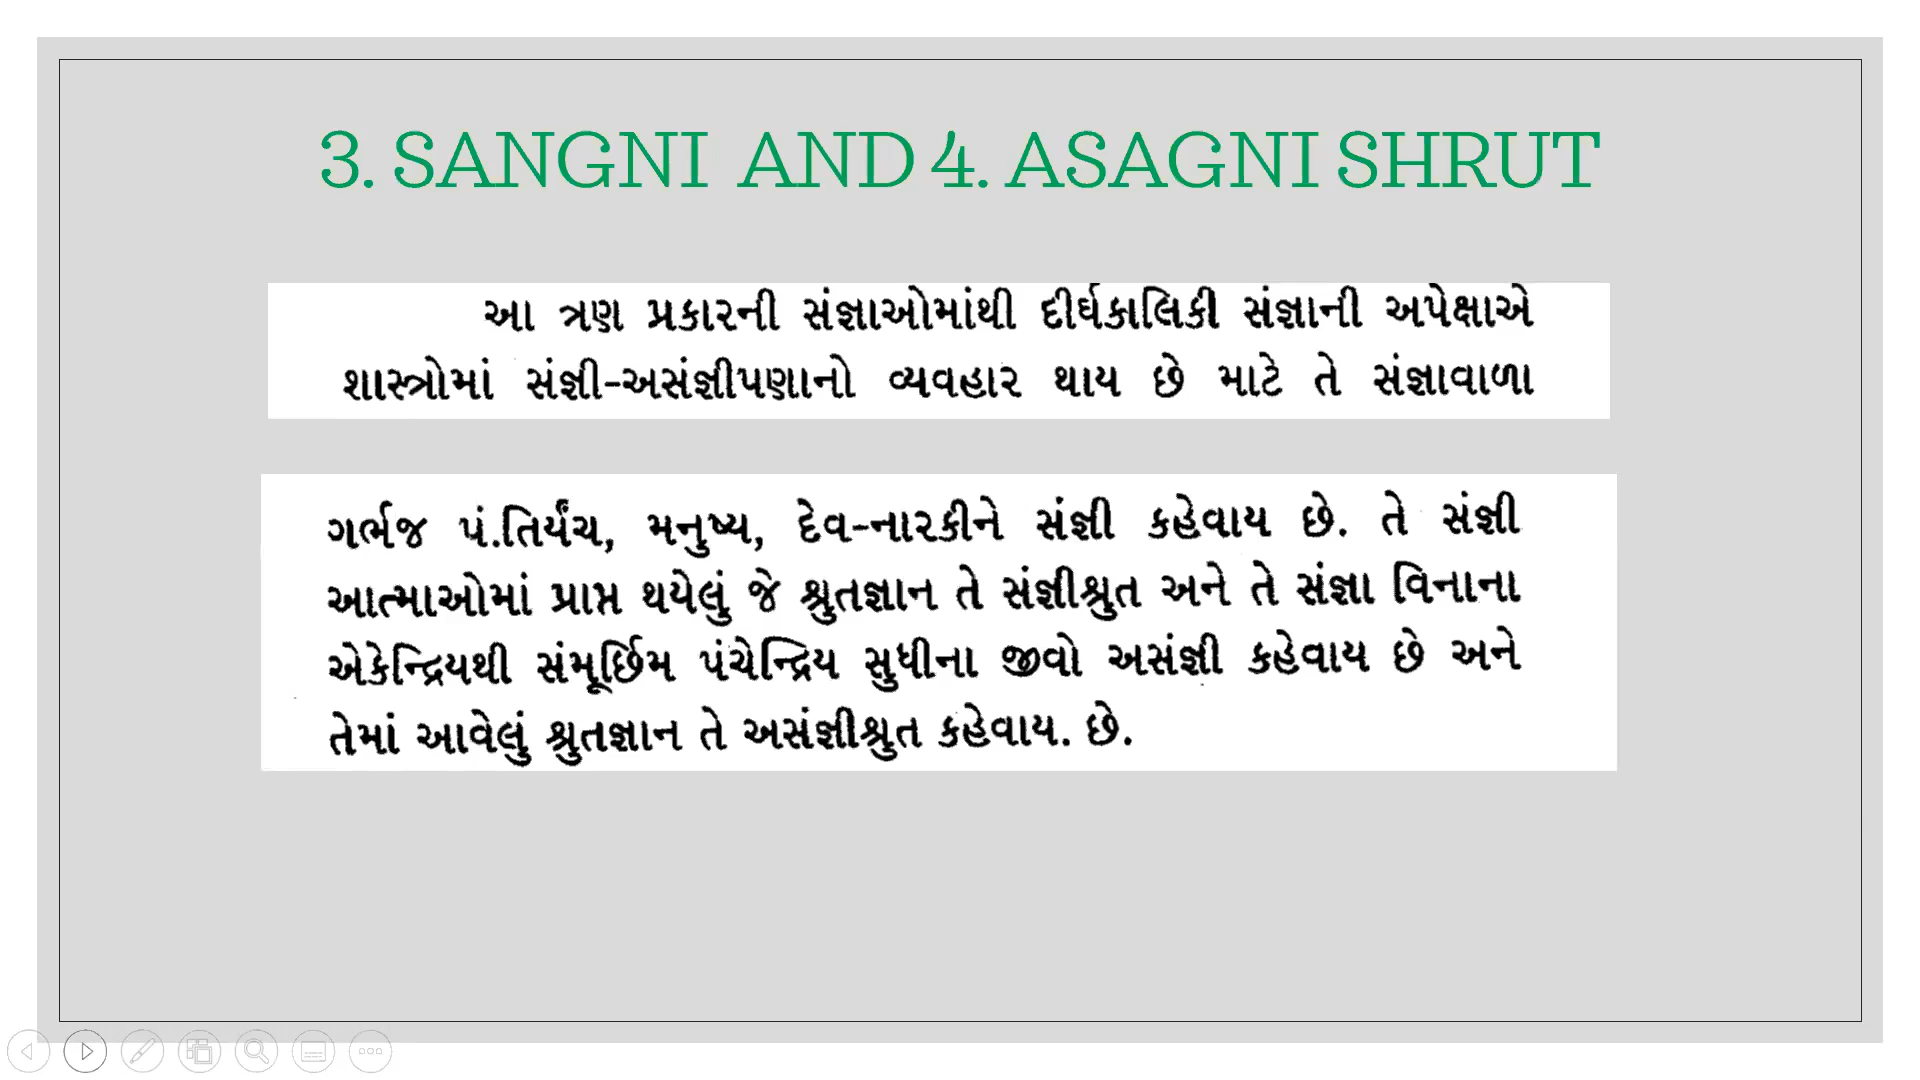 3. SANGNI AND 4. ASAGNI SHRUT
આ ત્રણ પ્રકારની સંજ્ઞાઓમાંથી દીર્ઘકાલિકી સંજ્ઞાની અપેક્ષાએ
શાસ્ત્રોમાં સંજ્ઞી-અસંજ્ઞીપણાનો વ્યવહાર થાય છે માટે તે સંજ્ઞાવાળા
ગર્ભજ પં.તિર્યંચ, મનુષ્ય, દેવ-નારકીને સંજ્ઞી કહેવાય છે. તે સંજ્ઞી
આત્માઓમાં પ્રાપ્ત થયેલું જે શ્રુતજ્ઞાન તે સંજ્ઞીશ્રુત અને તે સંજ્ઞા વિનાના
એકેન્દ્રિયથી સંમૂર્છિમ પંચેન્દ્રિય સુધીના જીવો અસંજ્ઞી કહેવાય છે અને
તેમાં આવેલું શ્રુતજ્ઞાન તે અસંજ્ઞીશ્રુત કહેવાય. છે.